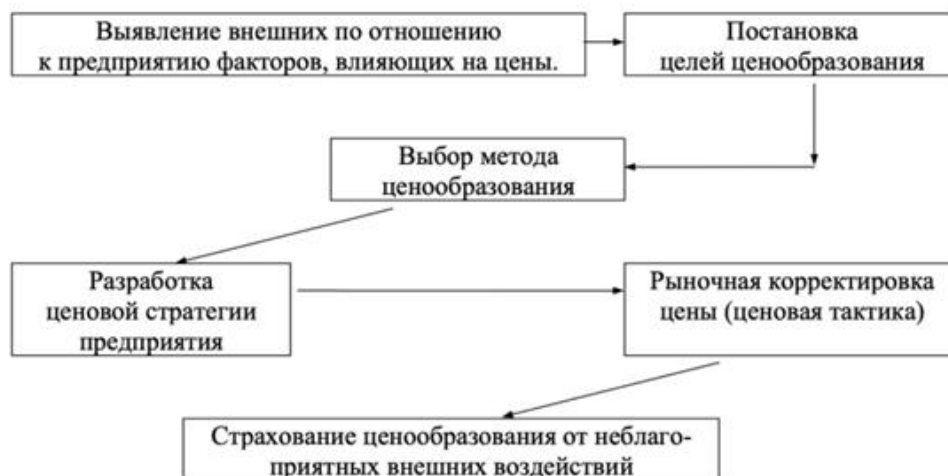 Выявление внешних по отношению
к предприятию факторов, влияющих на цены.
Постановка
целей ценообразования
Выбор метода
ценообразования
Разработка
ценовой стратегии
предприятия
Рыночная корректировка
цены (ценовая тактика)
Страхование ценообразования от неблаго-
приятных внешних воздействий